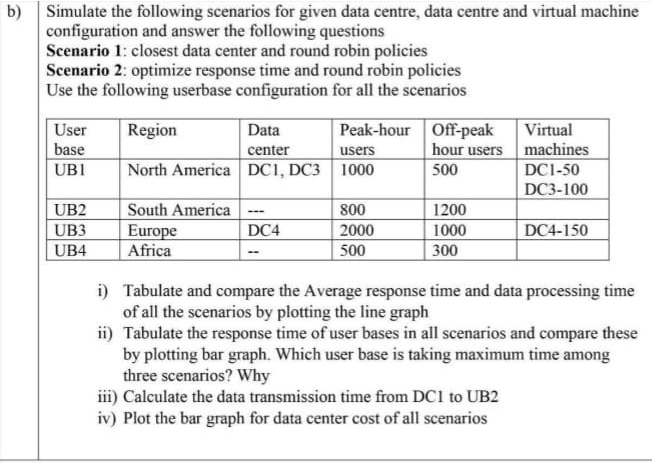 b) Simulate the following scenarios for given data centre, data centre and virtual machine
configuration and answer the following questions
Scenario 1: closest data center and round robin policies
Scenario 2: optimize response time and round robin policies
Use the following userbase configuration for all the scenarios
User base | Region | Data center | Peak-hour users | Off-peak hour users | Virtual machines
UB1 | North America | DC1, DC3 | 1000 | 500 | DC1-50 DC3-100
UB2 | South America | --- | 800 | 1200
UB3 | Europe | DC4 | 2000 | 1000 | DC4-150
UB4 | Africa | -- | 500 | 300
i) Tabulate and compare the Average response time and data processing time
of all the scenarios by plotting the line graph
ii) Tabulate the response time of user bases in all scenarios and compare these
by plotting bar graph. Which user base is taking maximum time among
three scenarios? Why
iii) Calculate the data transmission time from DC1 to UB2
iv) Plot the bar graph for data center cost of all scenarios